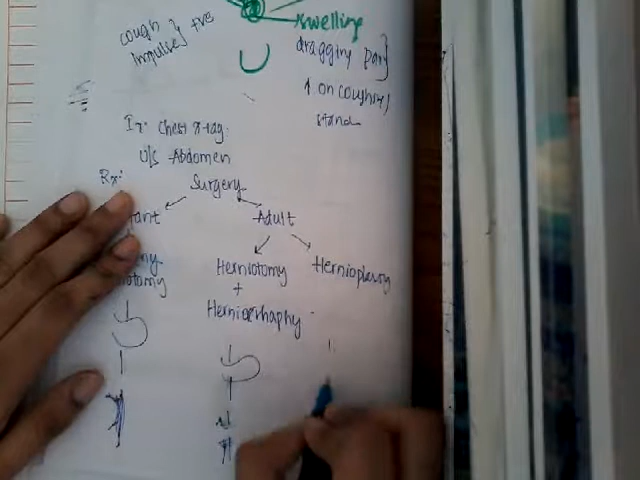 swelling
cough
Impulse} +ve
dragging pain}
↑ on coughing/
stand
Ix: Chest x-ray
U/S Abdomen
Rx:
Surgery
Adult
Herniotomy
+
Herniorrhaphy
Hernioplasty